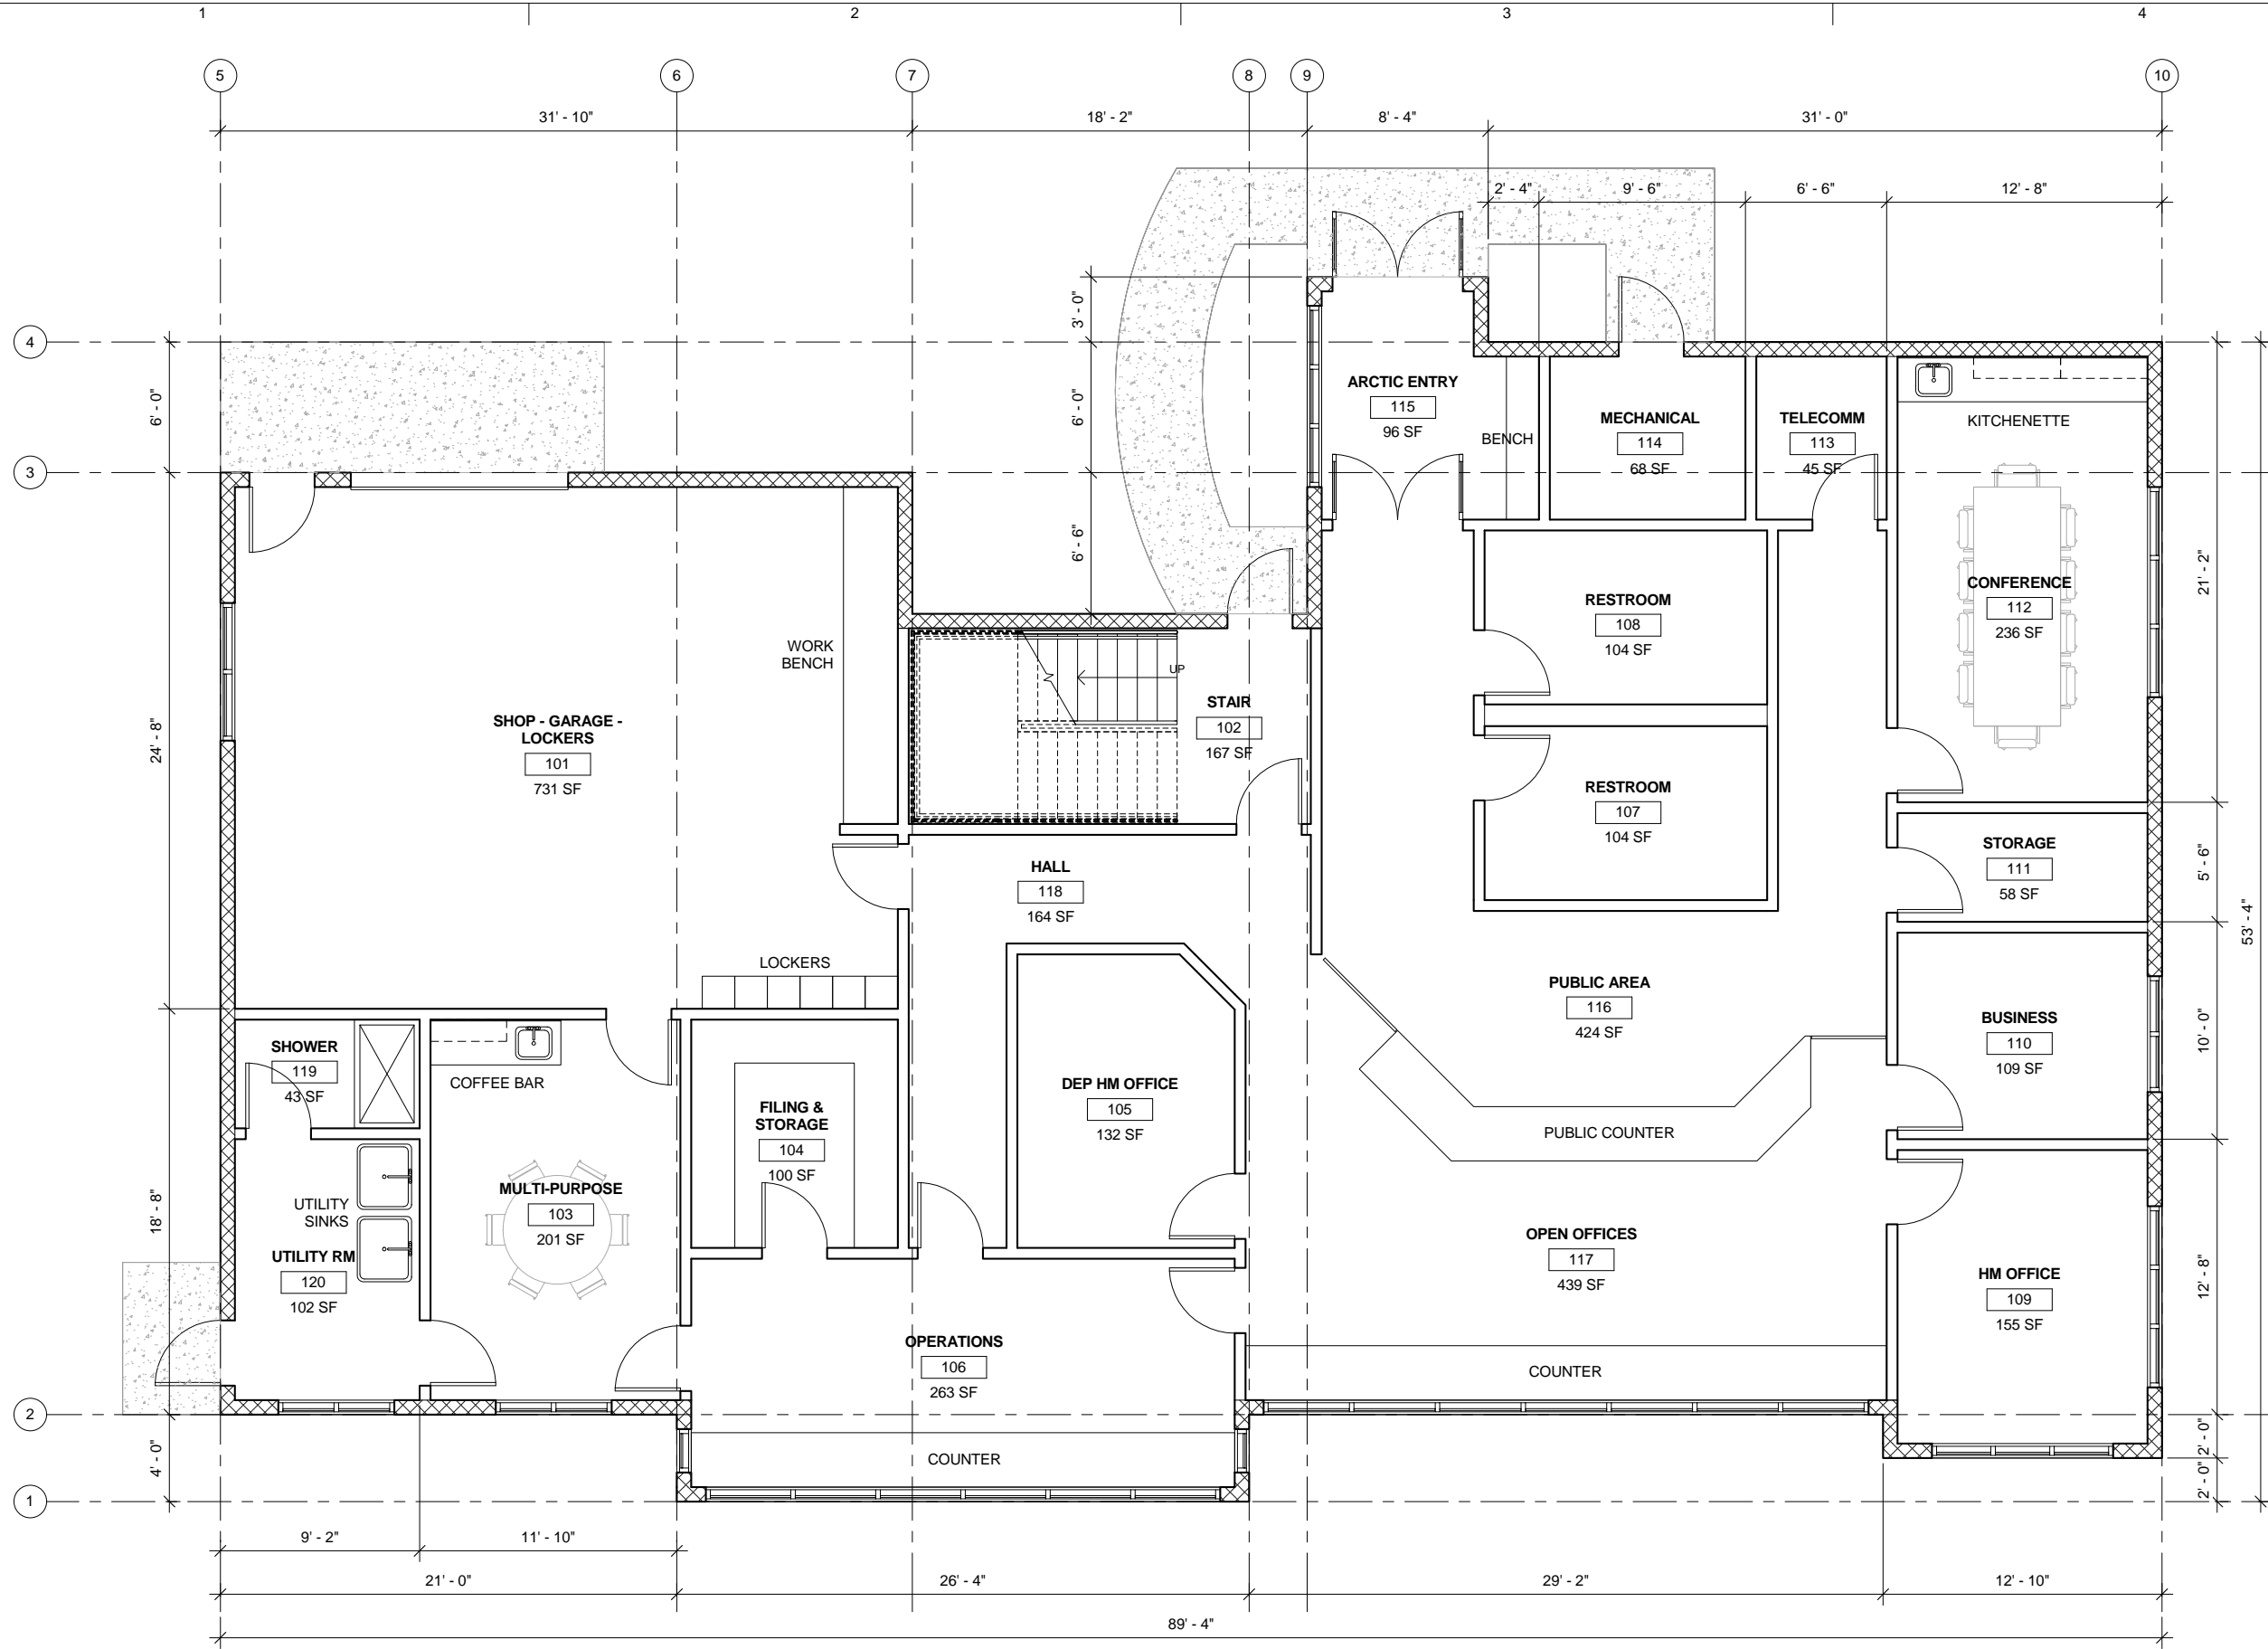 1 2 3 4
5 6 7 8 9 10
31' - 10" 18' - 2" 8' - 4" 31' - 0"
2' - 4" 9' - 6" 6' - 6" 12' - 8"
3' - 0"
4
6' - 0" 6' - 0"
3
6' - 6"
24' - 8"
18' - 8"
2
4' - 0"
1
ARCTIC ENTRY
115
96 SF
BENCH
MECHANICAL
114
68 SF
TELECOMM
113
45 SF
KITCHENETTE
CONFERENCE
112
236 SF
RESTROOM
108
104 SF
WORK
BENCH
UP
STAIR
102
167 SF
SHOP - GARAGE -
LOCKERS
101
731 SF
RESTROOM
107
104 SF
STORAGE
111
58 SF
HALL
118
164 SF
LOCKERS
PUBLIC AREA
116
424 SF
BUSINESS
110
109 SF
SHOWER
119
43 SF
COFFEE BAR
DEP HM OFFICE
105
132 SF
FILING &
STORAGE
104
100 SF
PUBLIC COUNTER
MULTI-PURPOSE
103
201 SF
UTILITY
SINKS
UTILITY RM
120
102 SF
OPEN OFFICES
117
439 SF
HM OFFICE
109
155 SF
OPERATIONS
106
263 SF
COUNTER
COUNTER
21' - 2"
5' - 6"
53' - 4"
10' - 0"
12' - 8"
2' - 0"
2' - 0"
9' - 2" 11' - 10"
21' - 0" 26' - 4" 29' - 2" 12' - 10"
89' - 4"